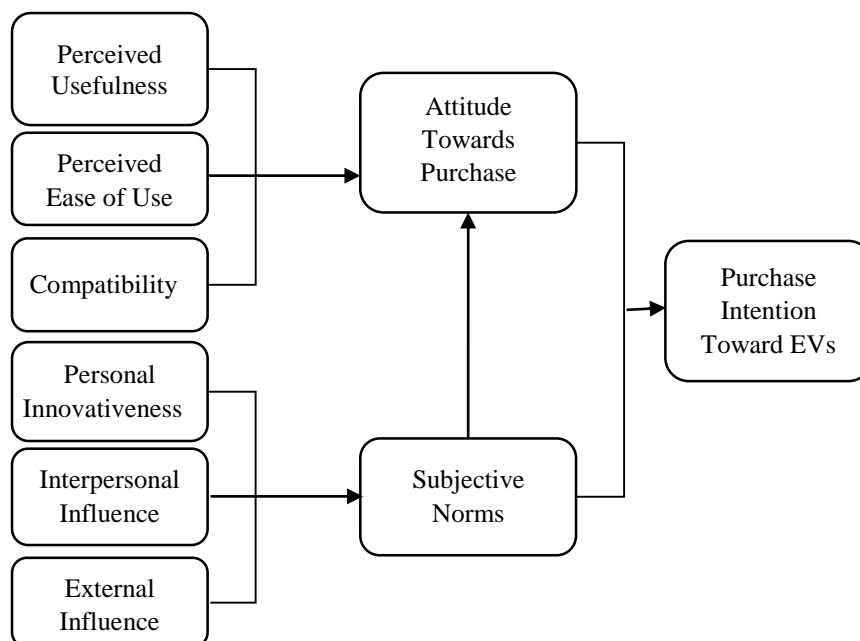 Perceived
Usefulness
Perceived
Ease of Use
Compatibility
Personal
Innovativeness
Interpersonal
Influence
External
Influence
Attitude
Towards
Purchase
Subjective
Norms
Purchase
Intention
Toward EVs